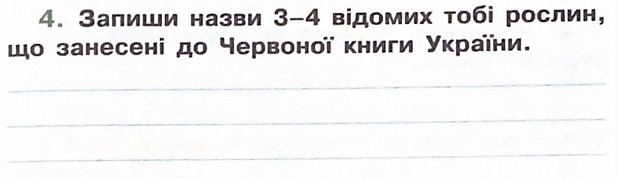 4. Запиши назви 3–4 відомих тобі рослин,
що занесені до Червоної книги України.